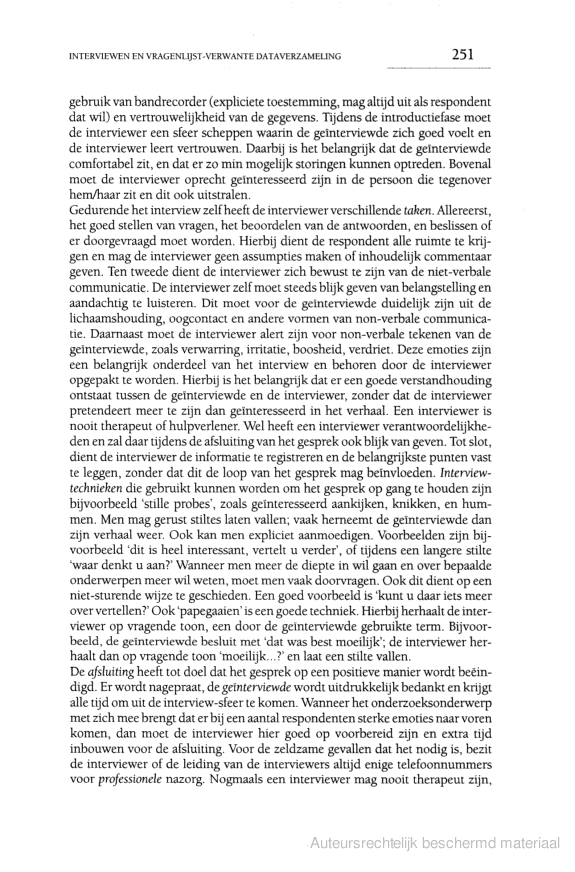 INTERVIEWEN EN VRAGENLIJST-VERWANTE DATAVERZAMELING 251
gebruik van bandrecorder (expliciete toestemming, mag altijd uit als respondent
dat wil) en vertrouwelijkheid van de gegevens. Tijdens de introductiefase moet
de interviewer een sfeer scheppen waarin de geïnterviewde zich goed voelt en
de interviewer leert vertrouwen. Daarbij is het belangrijk dat de geïnterviewde
comfortabel zit, en dat er zo min mogelijk storingen kunnen optreden. Bovenal
moet de interviewer oprecht geïnteresseerd zijn in de persoon die tegenover
hem/haar zit en dit ook uitstralen.
Gedurende het interview zelf heeft de interviewer verschillende taken. Allereerst,
het goed stellen van vragen, het beoordelen van de antwoorden, en beslissen of
er doorgevraagd moet worden. Hierbij dient de respondent alle ruimte te krij-
gen en mag de interviewer geen assumpties maken of inhoudelijk commentaar
geven. Ten tweede dient de interviewer zich bewust te zijn van de niet-verbale
communicatie. De interviewer zelf moet steeds blijk geven van belangstelling en
aandachtig te luisteren. Dit moet voor de geïnterviewde duidelijk zijn uit de
lichaamshouding, oogcontact en andere vormen van non-verbale communica-
tie. Daarnaast moet de interviewer alert zijn voor non-verbale tekenen van de
geïnterviewde, zoals verwarring, irritatie, boosheid, verdriet. Deze emoties zijn
een belangrijk onderdeel van het interview en behoren door de interviewer
opgepakt te worden. Hierbij is het belangrijk dat er een goede verstandhouding
ontstaat tussen de geïnterviewde en de interviewer, zonder dat de interviewer
pretendeert meer te zijn dan geïnteresseerd in het verhaal. Een interviewer is
nooit therapeut of hulpverlener. Wel heeft een interviewer verantwoordelijkhe-
den en zal daar tijdens de afsluiting van het gesprek ook blijk van geven. Tot slot,
dient de interviewer de informatie te registreren en de belangrijkste punten vast
te leggen, zonder dat dit de loop van het gesprek mag beïnvloeden. Interview-
technieken die gebruikt kunnen worden om het gesprek op gang te houden zijn
bijvoorbeeld 'stille probes', zoals geïnteresseerd aankijken, knikken, en hum-
men. Men mag gerust stiltes laten vallen; vaak herneemt de geïnterviewde dan
zijn verhaal weer. Ook kan men expliciet aanmoedigen. Voorbeelden zijn bij-
voorbeeld 'dit is heel interessant, vertelt u verder', of tijdens een langere stilte
'waar denkt u aan?' Wanneer men meer de diepte in wil gaan en over bepaalde
onderwerpen meer wil weten, moet men vaak doorvragen. Ook dit dient op een
niet-sturende wijze te geschieden. Een goed voorbeeld is 'kunt u daar iets meer
over vertellen?' Ook 'papegaaien' is een goede techniek. Hierbij herhaalt de inter-
viewer op vragende toon, een door de geïnterviewde gebruikte term. Bijvoor-
beeld, de geïnterviewde besluit met 'dat was best moeilijk'; de interviewer her-
haalt dan op vragende toon 'moeilijk...?' en laat een stilte vallen.
De afsluiting heeft tot doel dat het gesprek op een positieve manier wordt beëin-
digd. Er wordt nagepraat, de geïnterviewde wordt uitdrukkelijk bedankt en krijgt
alle tijd om uit de interview-sfeer te komen. Wanneer het onderzoeksonderwerp
met zich mee brengt dat er bij een aantal respondenten sterke emoties naar voren
komen, dan moet de interviewer hier goed op voorbereid zijn en extra tijd
inbouwen voor de afsluiting. Voor de zeldzame gevallen dat het nodig is, bezit
de interviewer of de leiding van de interviewers altijd enige telefoonnummers
voor professionele nazorg. Nogmaals een interviewer mag nooit therapeut zijn,
Auteursrechtelijk beschermd materiaal